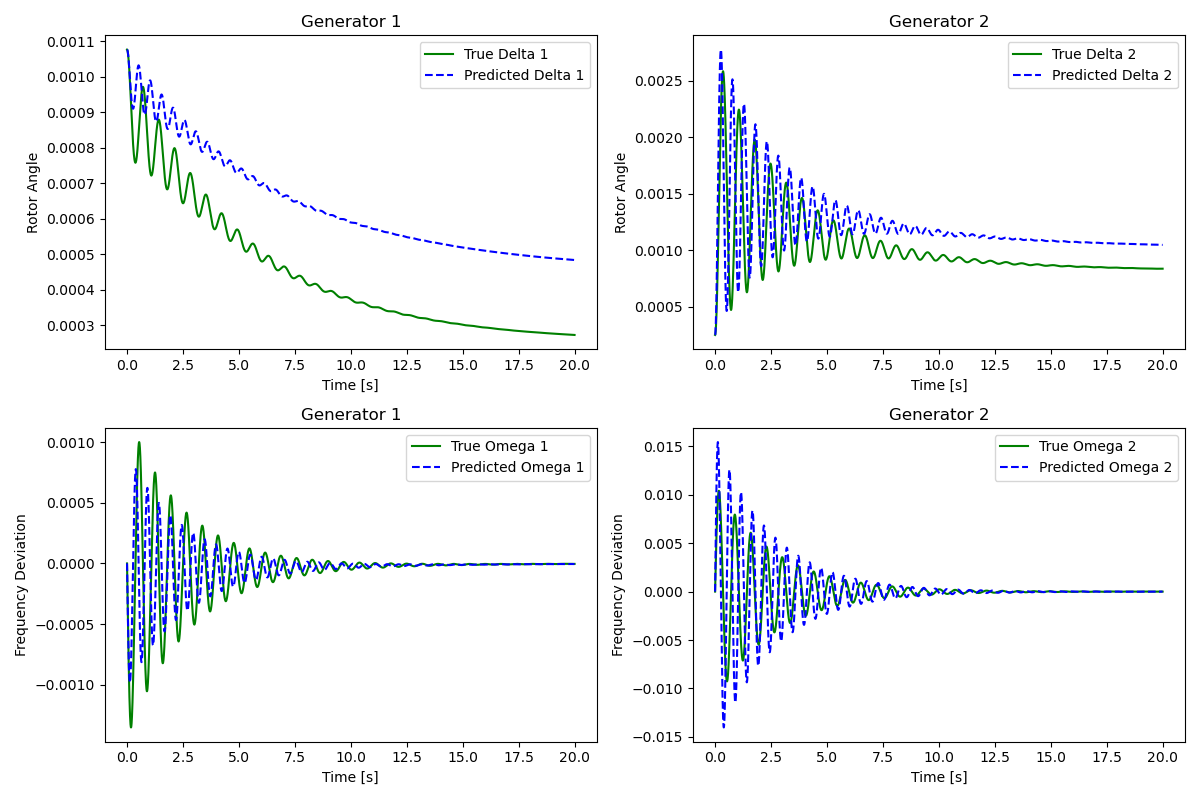 Generator 1
True Delta 1
Predicted Delta 1
Rotor Angle
0.0011
0.0010
0.0009
0.0008
0.0007
0.0006
0.0005
0.0004
0.0003
0.0 2.5 5.0 7.5 10.0 12.5 15.0 17.5 20.0
Time [s]
Generator 2
True Delta 2
Predicted Delta 2
Rotor Angle
0.0025
0.0020
0.0015
0.0010
0.0005
0.0 2.5 5.0 7.5 10.0 12.5 15.0 17.5 20.0
Time [s]
Generator 1
True Omega 1
Predicted Omega 1
Frequency Deviation
0.0010
0.0005
0.0000
−0.0005
−0.0010
0.0 2.5 5.0 7.5 10.0 12.5 15.0 17.5 20.0
Time [s]
Generator 2
True Omega 2
Predicted Omega 2
Frequency Deviation
0.015
0.010
0.005
0.000
−0.005
−0.010
−0.015
0.0 2.5 5.0 7.5 10.0 12.5 15.0 17.5 20.0
Time [s]